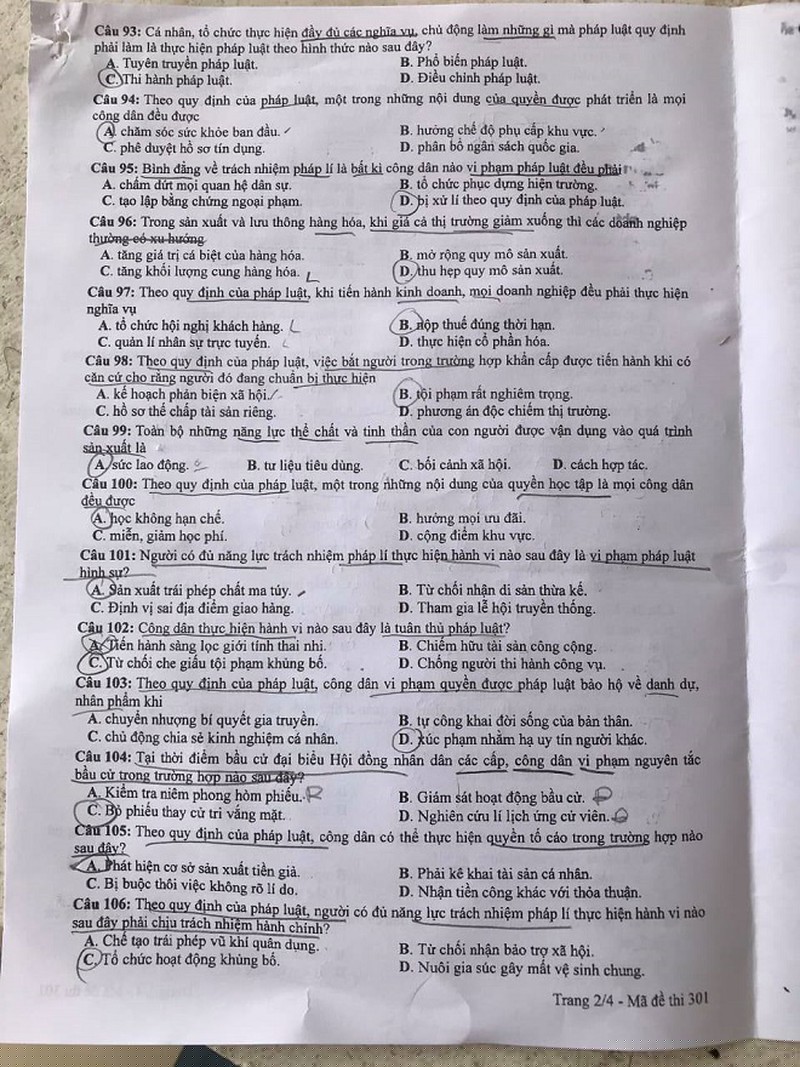 Câu 93: Cá nhân, tổ chức thực hiện đầy đủ các nghĩa vụ, chủ động làm những gì mà pháp luật quy định
phải làm là thực hiện pháp luật theo hình thức nào sau đây?
A. Tuyên truyền pháp luật. B. Phổ biến pháp luật.
C. Thi hành pháp luật. D. Điều chỉnh pháp luật.
Câu 94: Theo quy định của pháp luật, một trong những nội dung của quyền được phát triển là mọi
công dân đều được
A. chăm sóc sức khỏe ban đầu. B. hưởng chế độ phụ cấp khu vực.
C. phê duyệt hồ sơ tín dụng. D. phân bổ ngân sách quốc gia.
Câu 95: Bình đẳng về trách nhiệm pháp lí là bất kì công dân nào vi phạm pháp luật đều phải
A. chấm dứt mọi quan hệ dân sự. B. tổ chức phục dựng hiện trường.
C. tạo lập bằng chứng ngoại phạm. D. bị xử lí theo quy định của pháp luật.
Câu 96: Trong sản xuất và lưu thông hàng hóa, khi giá cả thị trường giảm xuống thì các doanh nghiệp
thường có xu hướng
A. tăng giá trị cá biệt của hàng hóa. B. mở rộng quy mô sản xuất.
C. tăng khối lượng cung hàng hóa. D. thu hẹp quy mô sản xuất.
Câu 97: Theo quy định của pháp luật, khi tiến hành kinh doanh, mọi doanh nghiệp đều phải thực hiện
nghĩa vụ
A. tổ chức hội nghị khách hàng. B. nộp thuế đúng thời hạn.
C. quản lí nhân sự trực tuyến. D. thực hiện cổ phần hóa.
Câu 98: Theo quy định của pháp luật, việc bắt người trong trường hợp khẩn cấp được tiến hành khi có
căn cứ cho rằng người đó đang chuẩn bị thực hiện
A. kế hoạch phản biện xã hội. B. tội phạm rất nghiêm trọng.
C. hồ sơ thế chấp tài sản riêng. D. phương án độc chiếm thị trường.
Câu 99: Toàn bộ những năng lực thể chất và tinh thần của con người được vận dụng vào quá trình
sản xuất là
A. sức lao động. B. tư liệu tiêu dùng. C. bối cảnh xã hội. D. cách hợp tác.
Câu 100: Theo quy định của pháp luật, một trong những nội dung của quyền học tập là mọi công dân
đều được
A. học không hạn chế. B. hưởng mọi ưu đãi.
C. miễn, giảm học phí. D. cộng điểm khu vực.
Câu 101: Người có đủ năng lực trách nhiệm pháp lí thực hiện hành vi nào sau đây là vi phạm pháp luật
hình sự?
A. Sản xuất trái phép chất ma túy. B. Từ chối nhận di sản thừa kế.
C. Định vị sai địa điểm giao hàng. D. Tham gia lễ hội truyền thống.
Câu 102: Công dân thực hiện hành vi nào sau đây là tuân thủ pháp luật?
A. Tiến hành sàng lọc giới tính thai nhi. B. Chiếm hữu tài sản công cộng.
C. Từ chối che giấu tội phạm khủng bố. D. Chống người thi hành công vụ.
Câu 103: Theo quy định của pháp luật, công dân vi phạm quyền được pháp luật bảo hộ về danh dự,
nhân phẩm khi
A. chuyển nhượng bí quyết gia truyền. B. tự công khai đời sống của bản thân.
C. chủ động chia sẻ kinh nghiệm cá nhân. D. xúc phạm nhằm hạ uy tín người khác.
Câu 104: Tại thời điểm bầu cử đại biểu Hội đồng nhân dân các cấp, công dân vi phạm nguyên tắc
bầu cử trong trường hợp nào sau đây?
A. Kiểm tra niêm phong hòm phiếu. B. Giám sát hoạt động bầu cử.
C. Bỏ phiếu thay cử tri vắng mặt. D. Nghiên cứu lí lịch ứng cử viên.
Câu 105: Theo quy định của pháp luật, công dân có thể thực hiện quyền tố cáo trong trường hợp nào
sau đây?
A. Phát hiện cơ sở sản xuất tiền giả. B. Phải kê khai tài sản cá nhân.
C. Bị buộc thôi việc không rõ lí do. D. Nhận tiền công khác với thỏa thuận.
Câu 106: Theo quy định của pháp luật, người có đủ năng lực trách nhiệm pháp lí thực hiện hành vi nào
sau đây phải chịu trách nhiệm hành chính?
A. Chế tạo trái phép vũ khí quân dụng. B. Từ chối nhận bảo trợ xã hội.
C. Tổ chức hoạt động khủng bố. D. Nuôi gia súc gây mất vệ sinh chung.
Trang 2/4 - Mã đề thi 301